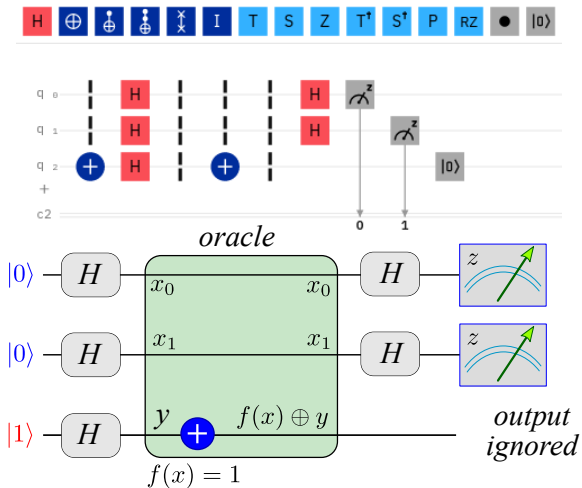 H I T S Z T† S† P RZ |0⟩
q 0 H H z
q 1 H H z
q 2 H |0⟩
+
c2 0 1
oracle
|0⟩ H x₀ x₀ H z
|0⟩ H x₁ x₁ H z
|1⟩ H y f(x) ⊕ y output
ignored
f(x) = 1